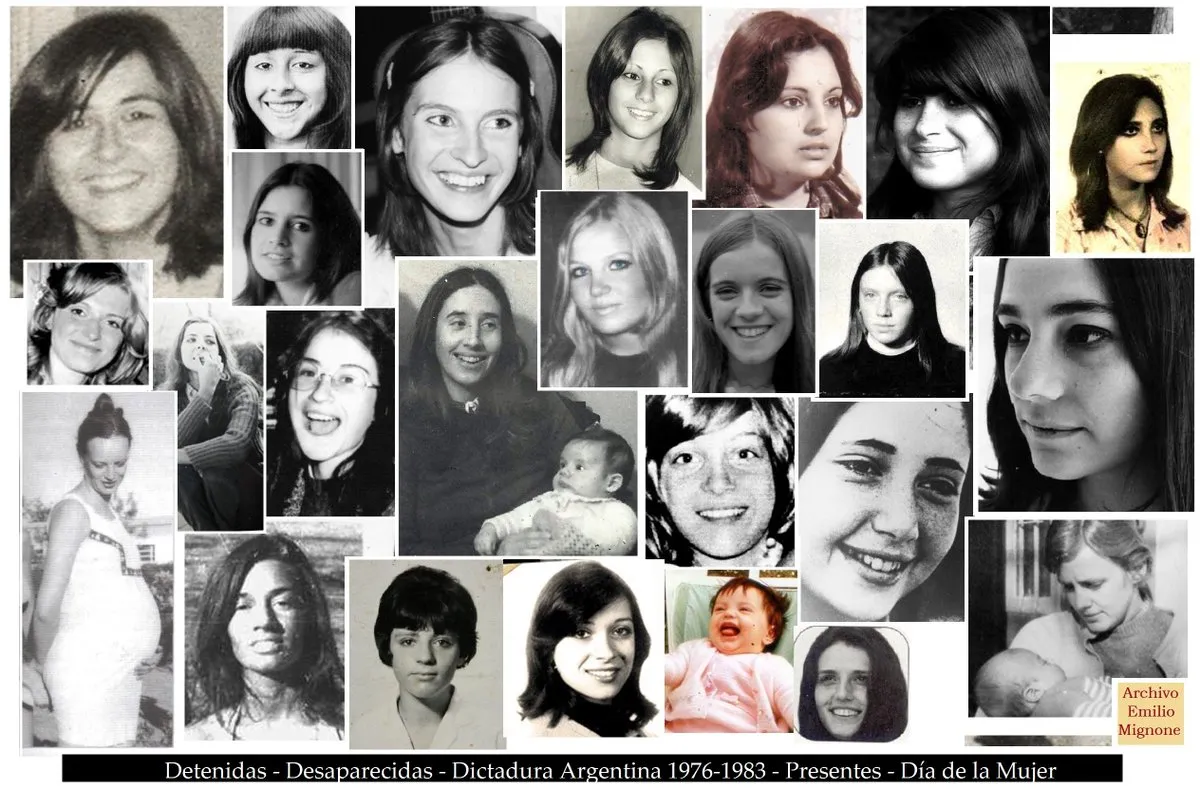 Archivo
Emilio
Mignone
Detenidas - Desaparecidas - Dictadura Argentina 1976-1983 - Presentes - Día de la Mujer